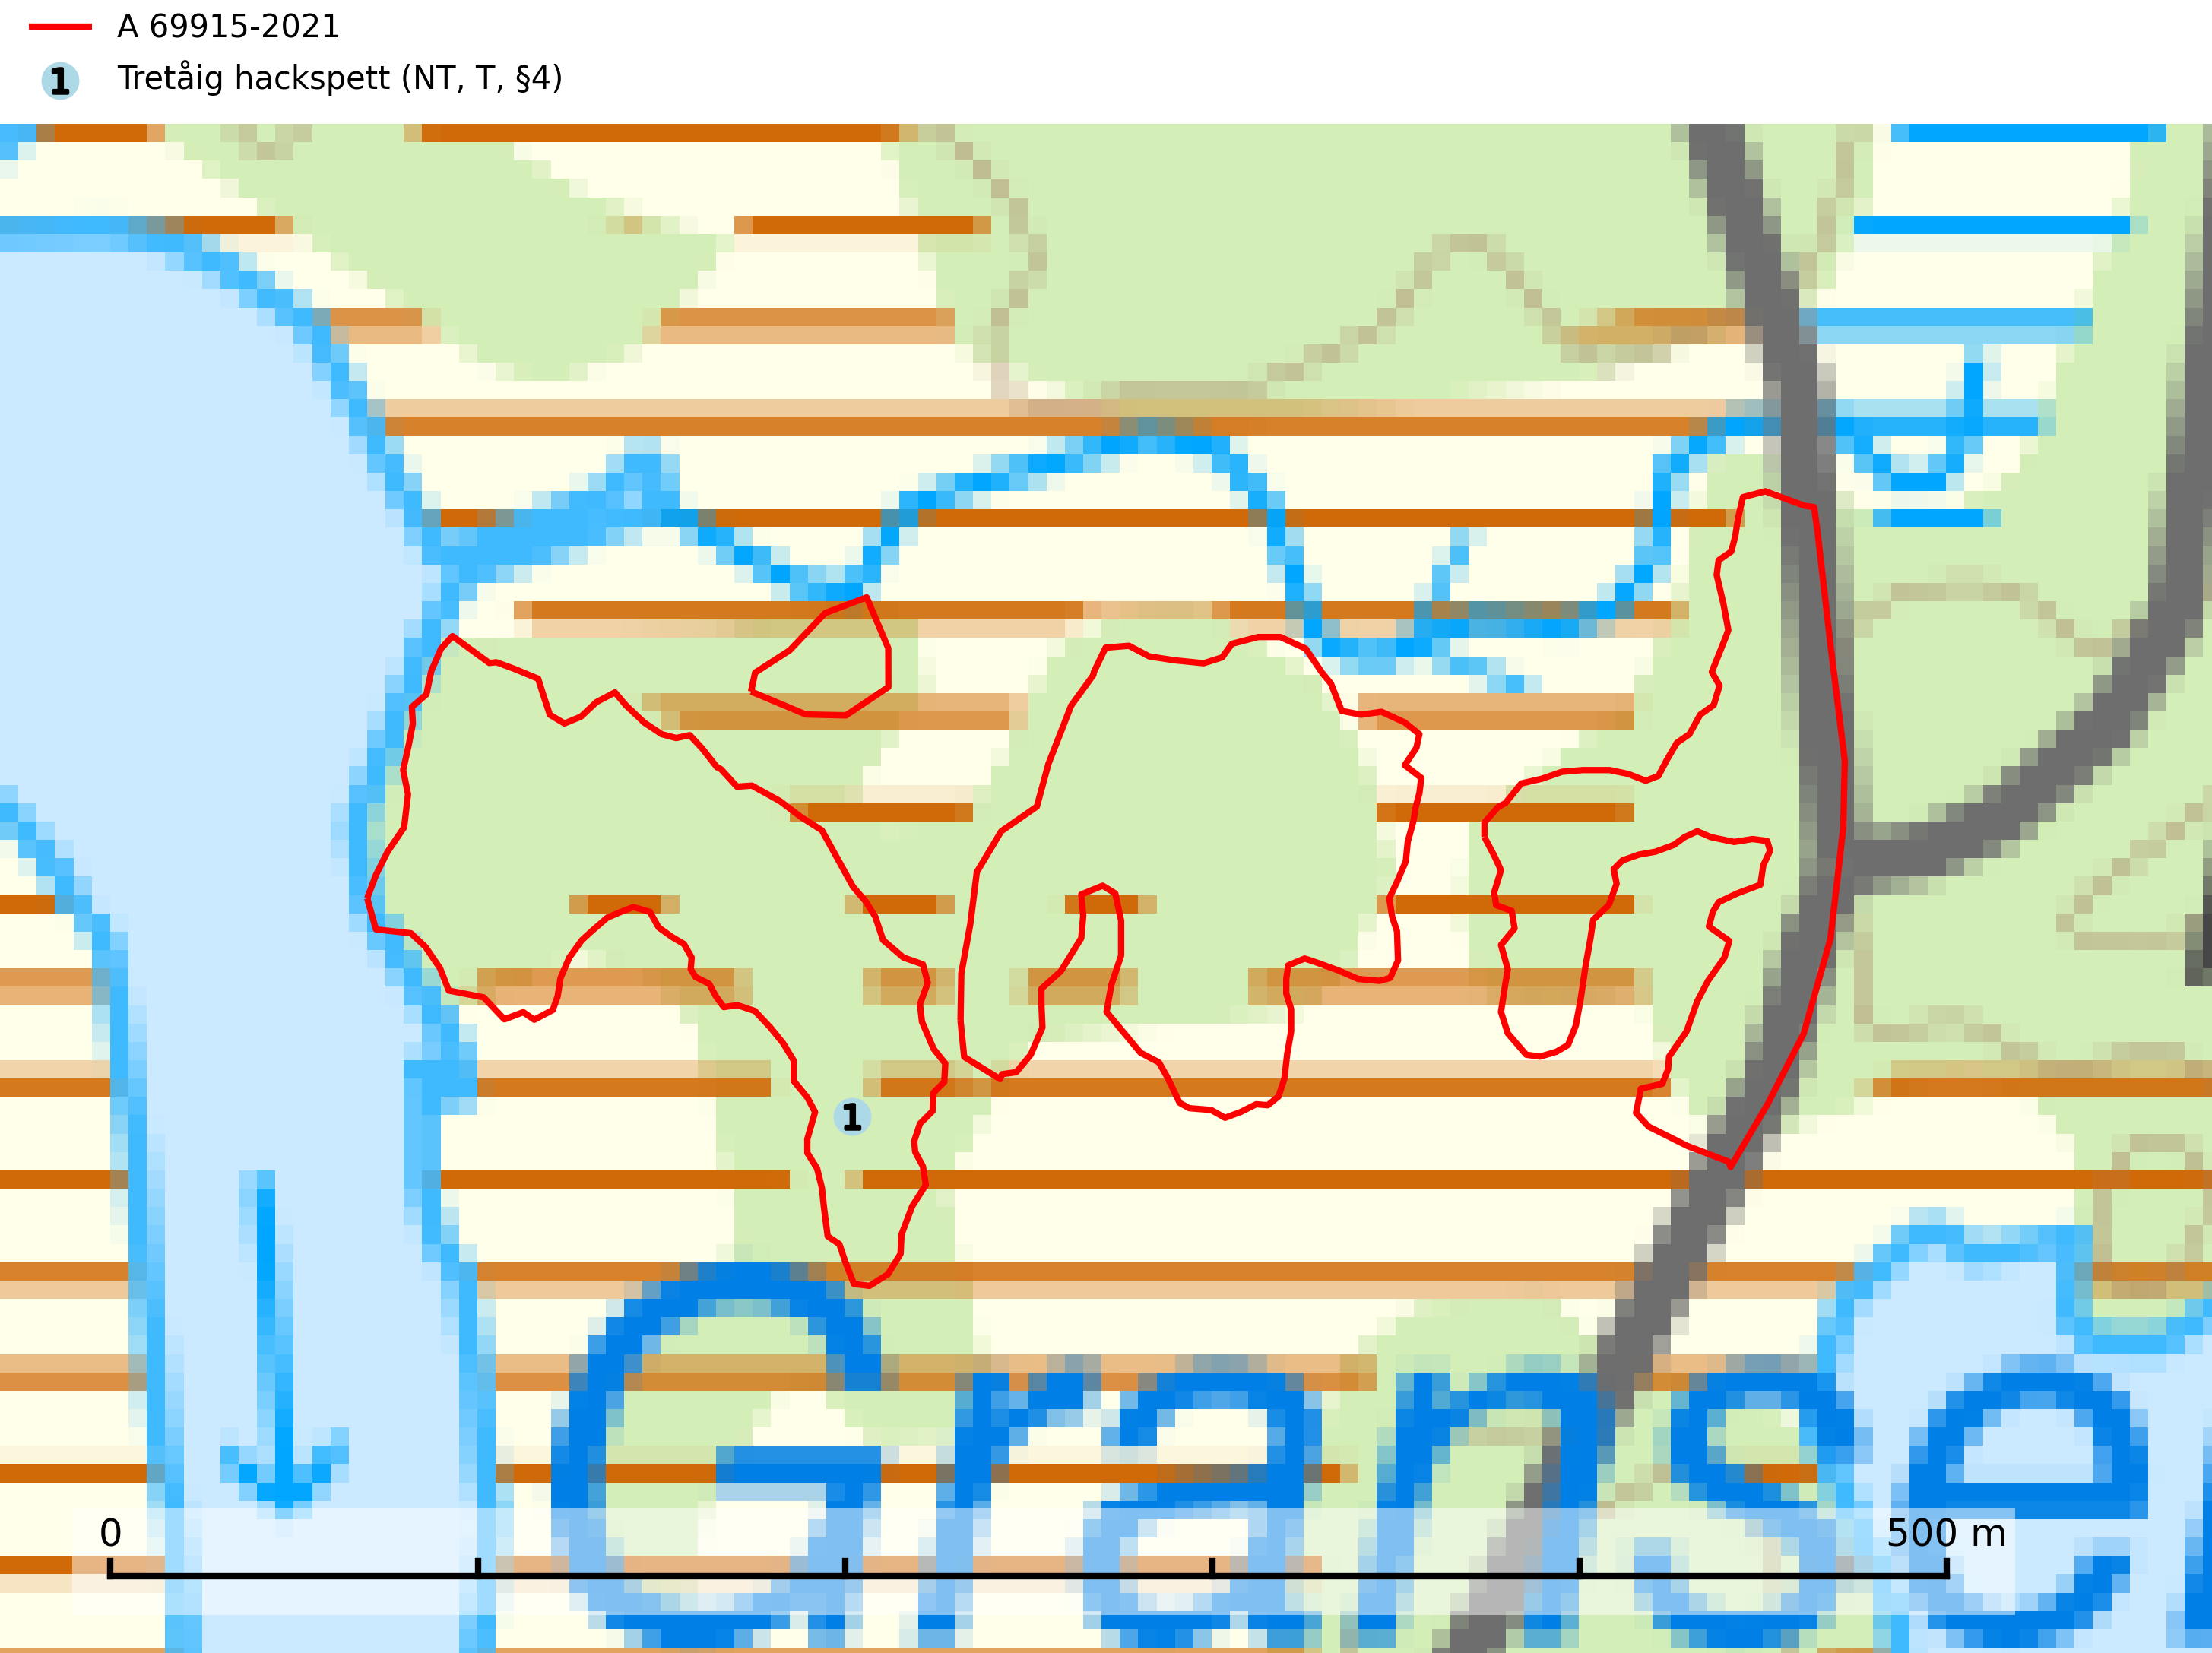 A 69915-2021
1 Tretåig hackspett (NT, T, §4)
1
0 500 m